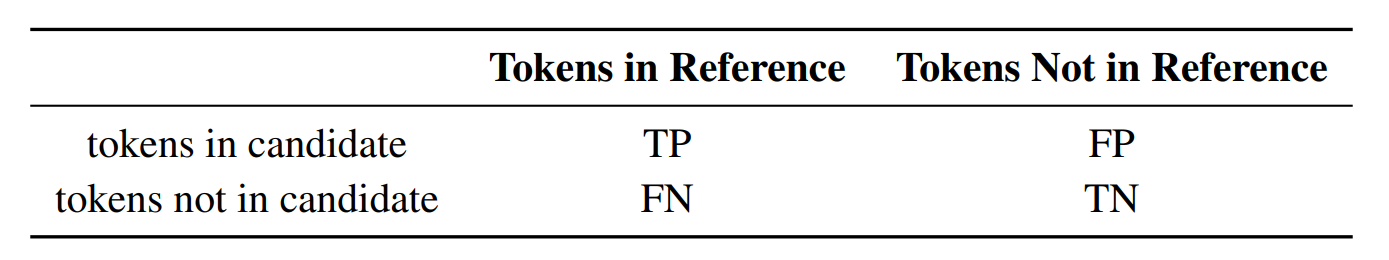 Tokens in Reference Tokens Not in Reference
tokens in candidate TP FP
tokens not in candidate FN TN